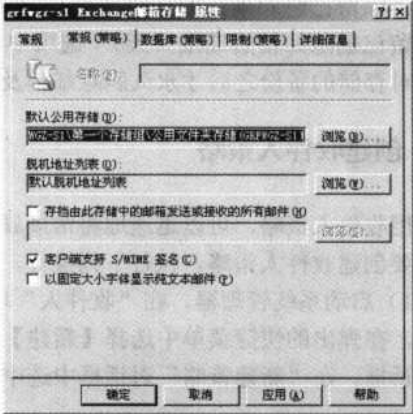 grfwgr-s1 Exchange邮箱存储 属性
常规 常规(策略) 数据库(策略) 限制(策略) 详细信息
名称(Z)
默认公用存储(D):
WGZ-S1\第一个存储组\公用文件夹存储 浏览(B)...
脱机地址列表(O):
默认脱机地址列表 浏览(W)...
存档由此存储中的邮箱发送或接收的所有邮件(H)
客户端支持 S/MIME 签名(C)
以固定大小字体显示纯文本邮件(P)
确定 取消 应用(A) 帮助